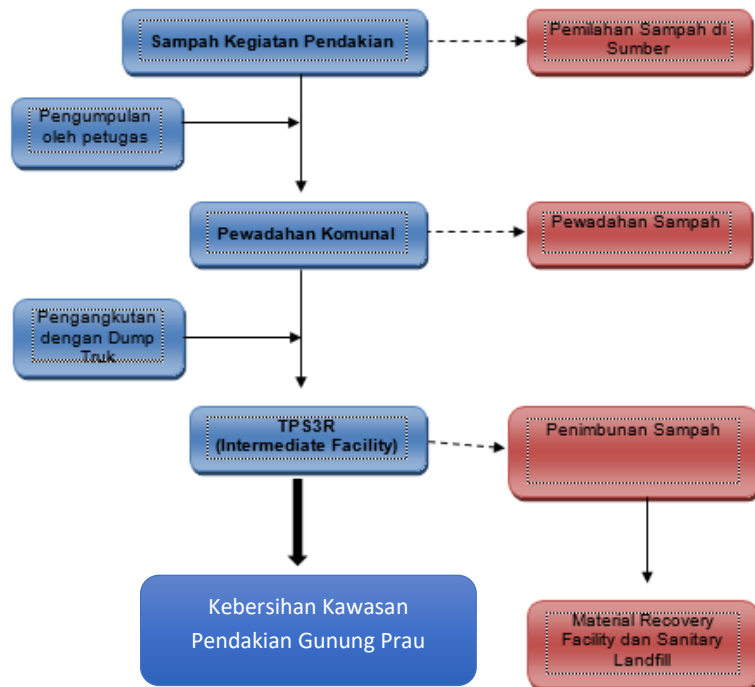 Sampah Kegiatan Pendakian
Pemilahan Sampah di
Sumber
Pengumpulan
oleh petugas
Pewadahan Komunal
Pewadahan Sampah
Pengangkutan
dengan Dump
Truk
TPS3R
(Intermediate Facility)
Penimbunan Sampah
Kebersihan Kawasan
Pendakian Gunung Prau
Material Recovery
Facility dan Sanitary
Landfill